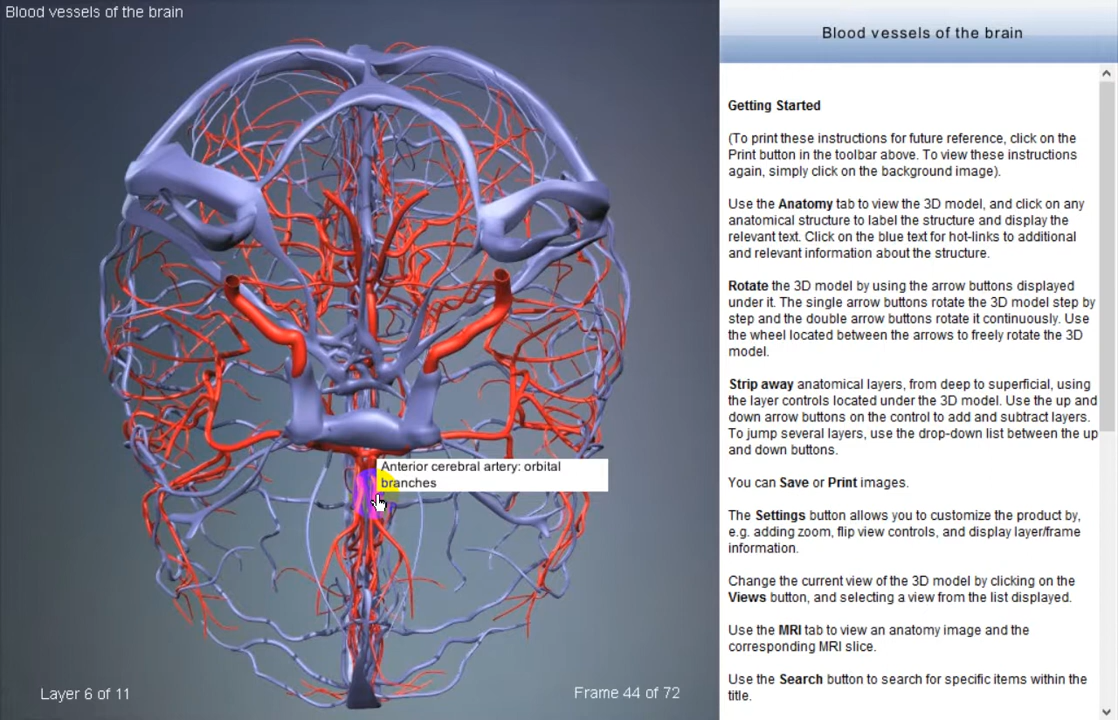 Blood vessels of the brain
Anterior cerebral artery: orbital
branches
Layer 6 of 11
Frame 44 of 72
Blood vessels of the brain
Getting Started
(To print these instructions for future reference, click on the
Print button in the toolbar above. To view these instructions
again, simply click on the background image).
Use the Anatomy tab to view the 3D model, and click on any
anatomical structure to label the structure and display the
relevant text. Click on the blue text for hot-links to additional
and relevant information about the structure.
Rotate the 3D model by using the arrow buttons displayed
under it. The single arrow buttons rotate the 3D model step by
step and the double arrow buttons rotate it continuously. Use
the wheel located between the arrows to freely rotate the 3D
model.
Strip away anatomical layers, from deep to superficial, using
the layer controls located under the 3D model. Use the up and
down arrow buttons on the control to add and subtract layers.
To jump several layers, use the drop-down list between the up
and down buttons.
You can Save or Print images.
The Settings button allows you to customize the product by,
e.g. adding zoom, flip view controls, and display layer/frame
information.
Change the current view of the 3D model by clicking on the
Views button, and selecting a view from the list displayed.
Use the MRI tab to view an anatomy image and the
corresponding MRI slice.
Use the Search button to search for specific items within the
title.